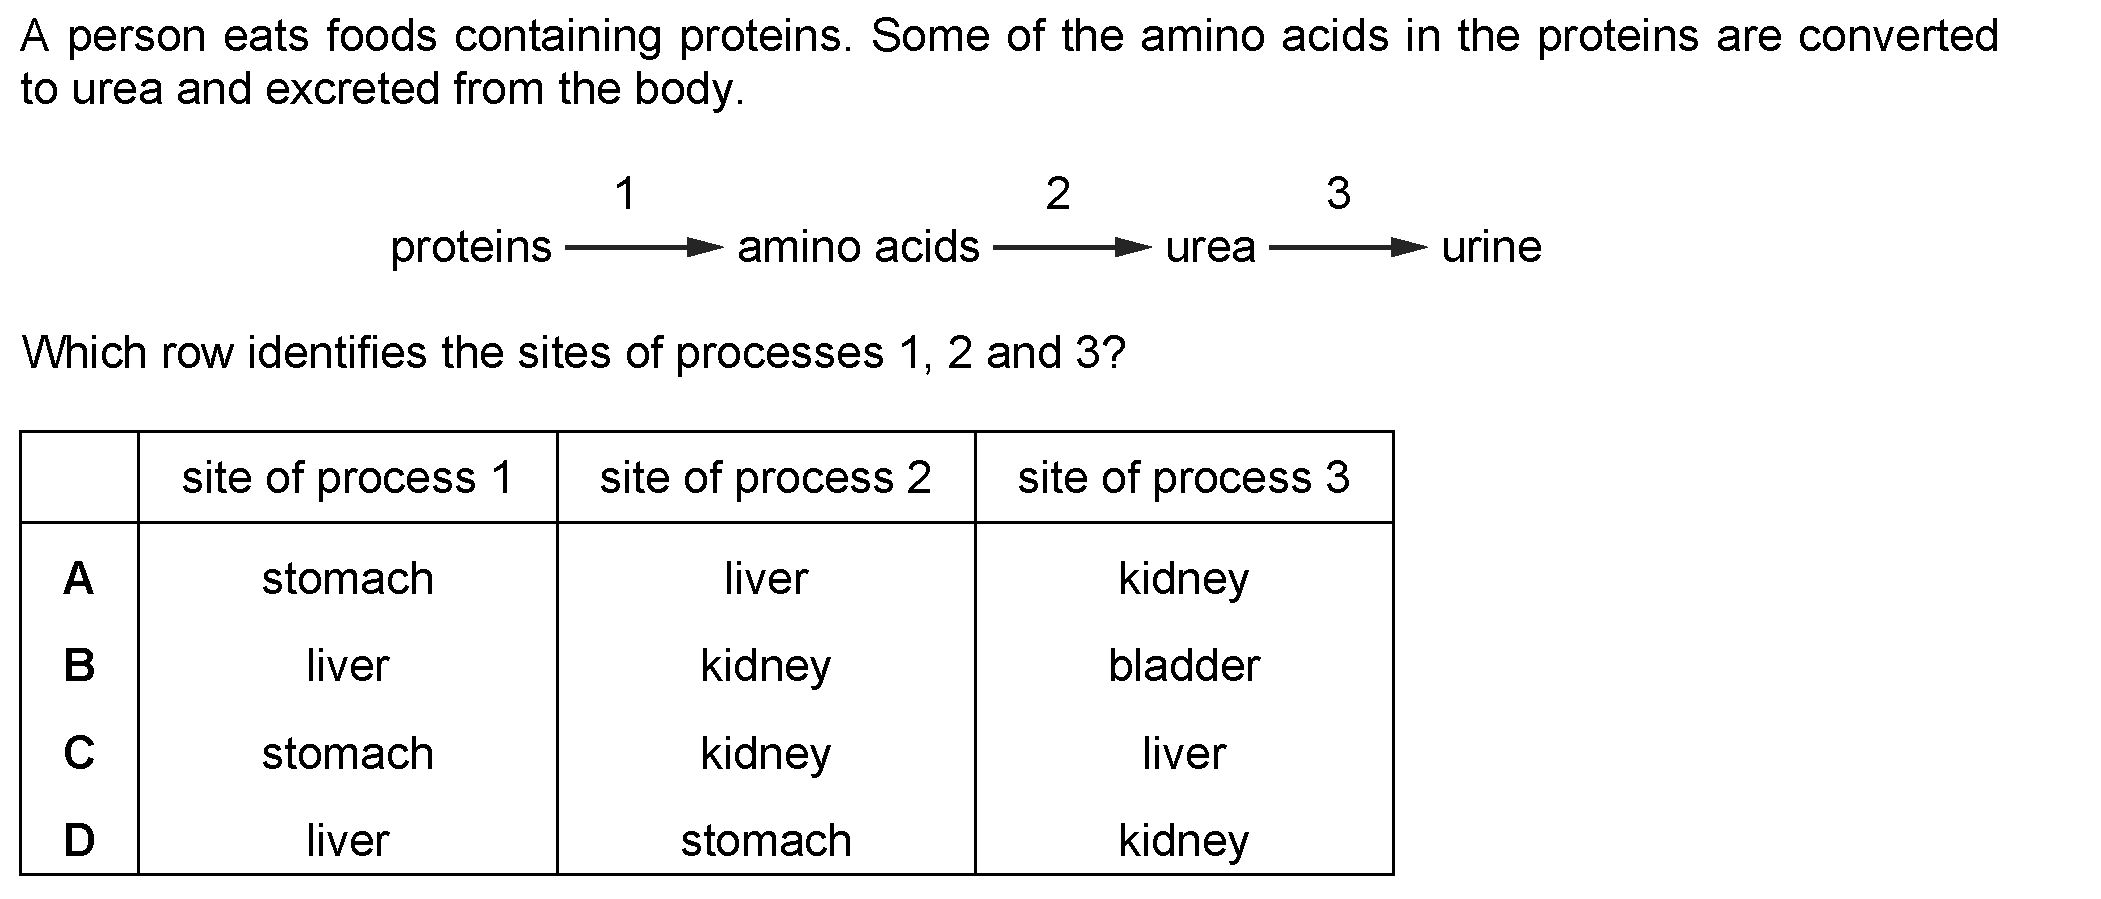 A person eats foods containing proteins. Some of the amino acids in the proteins are converted
to urea and excreted from the body.
1 2 3
proteins amino acids urea urine
Which row identifies the sites of processes 1, 2 and 3?
site of process 1 site of process 2 site of process 3
A stomach liver kidney
B liver kidney bladder
C stomach kidney liver
D liver stomach kidney